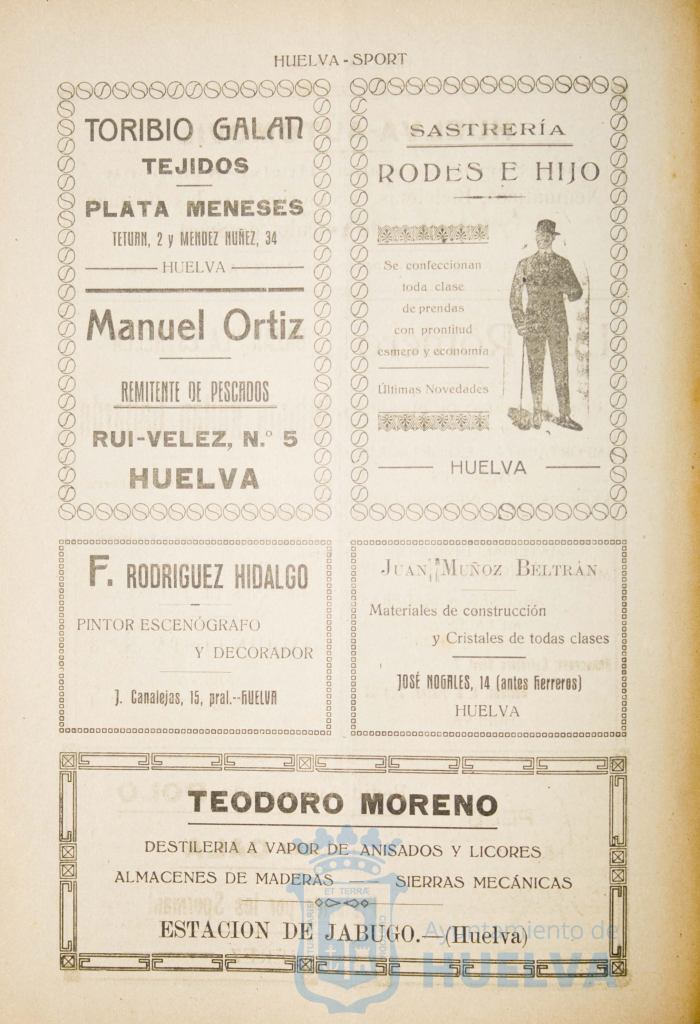 HUELVA - SPORT
TORIBIO GALAN
TEJIDOS
PLATA MENESES
TETUAN, 2 y MENDEZ NUÑEZ, 34
HUELVA
Manuel Ortiz
REMITENTE DE PESCADOS
RUI-VELEZ, N.º 5
HUELVA
SASTRERÍA
RODES E HIJO
Se confeccionan
toda clase
de prendas
con prontitud
esmero y economía
Últimas Novedades
HUELVA
F. RODRIGUEZ HIDALGO
PINTOR ESCENÓGRAFO
Y DECORADOR
J. Canalejas, 15, pral.--HUELVA
JUAN MUÑOZ BELTRÁN
Materiales de construcción
y Cristales de todas clases
JOSÉ NOGALES, 14 (antes Herreros)
HUELVA
TEODORO MORENO
DESTILERIA A VAPOR DE ANISADOS Y LICORES
ALMACENES DE MADERAS — SIERRAS MECÁNICAS
ESTACION DE JABUGO.—(Huelva)
Ayuntamiento de
HUELVA